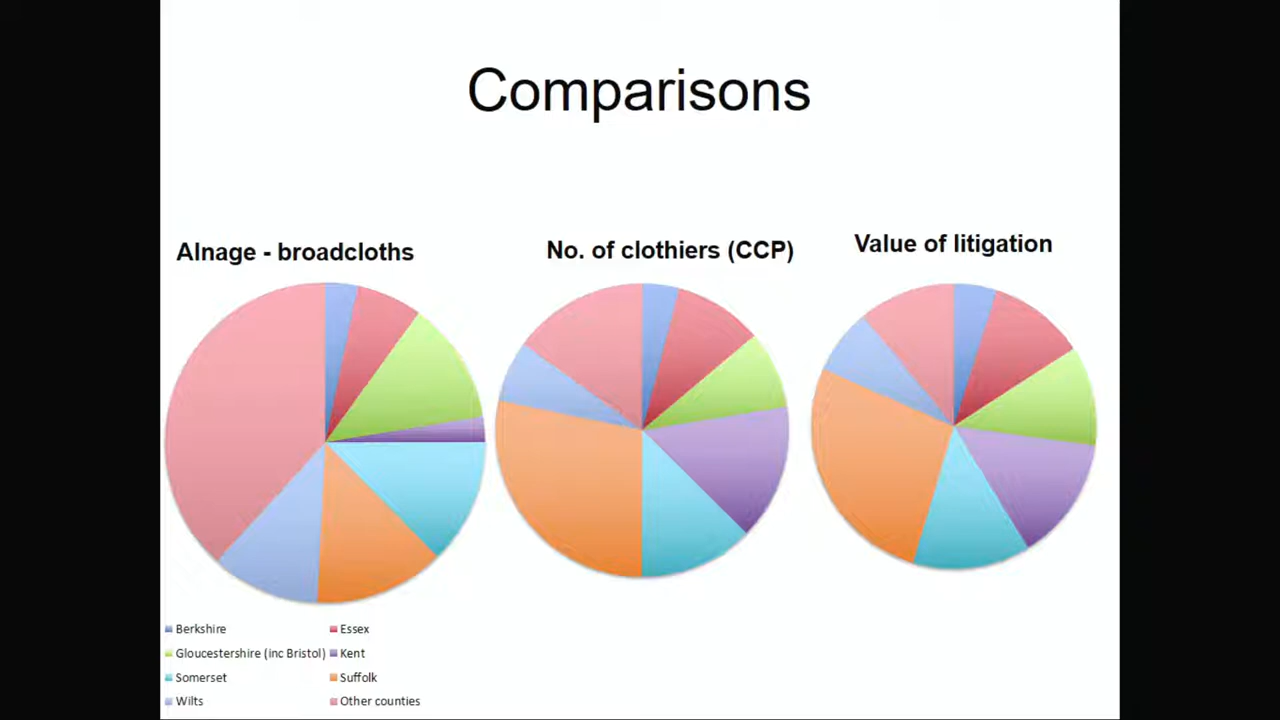 Comparisons
Alnage - broadcloths
No. of clothiers (CCP)
Value of litigation
Berkshire
Essex
Gloucestershire (inc Bristol)
Kent
Somerset
Suffolk
Wilts
Other counties